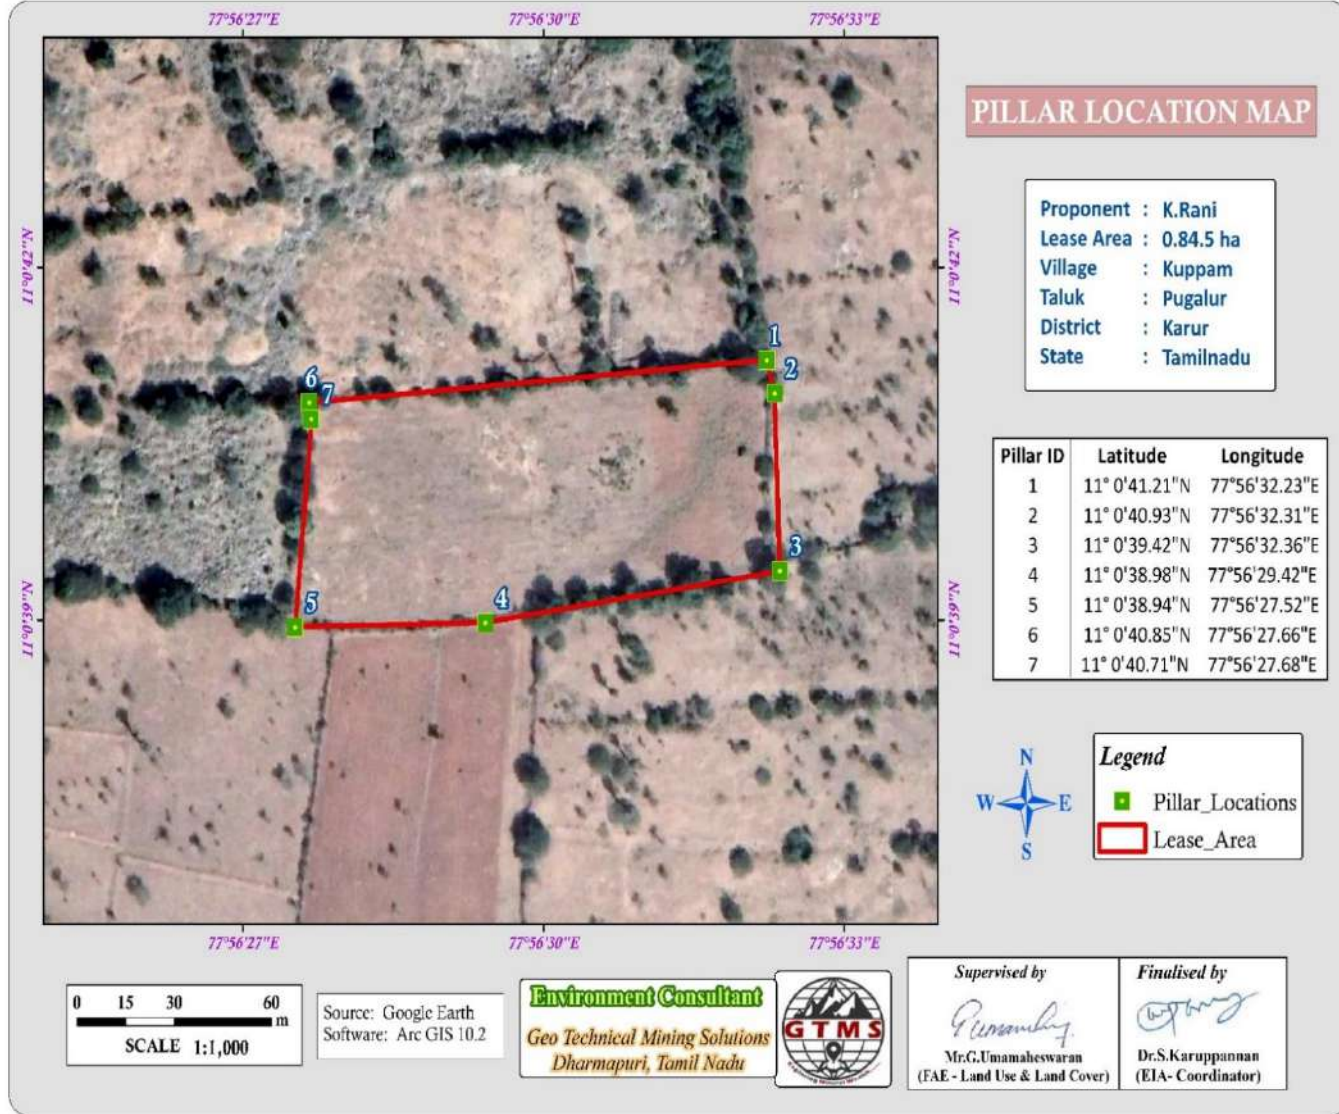 77°56'27"E 77°56'30"E 77°56'33"E
11°0'42"N
11°0'42"N
11°0'39"N
11°0'39"N
1
2
6
7
3
4
5
77°56'27"E 77°56'30"E 77°56'33"E
PILLAR LOCATION MAP
Proponent : K.Rani
Lease Area : 0.84.5 ha
Village : Kuppam
Taluk : Pugalur
District : Karur
State : Tamilnadu
Pillar ID Latitude Longitude
1 11° 0'41.21"N 77°56'32.23"E
2 11° 0'40.93"N 77°56'32.31"E
3 11° 0'39.42"N 77°56'32.36"E
4 11° 0'38.98"N 77°56'29.42"E
5 11° 0'38.94"N 77°56'27.52"E
6 11° 0'40.85"N 77°56'27.66"E
7 11° 0'40.71"N 77°56'27.68"E
N
W E
S
Legend
Pillar_Locations
Lease_Area
0 15 30 60
m
SCALE 1:1,000
Source: Google Earth
Software: Arc GIS 10.2
Environment Consultant
Geo Technical Mining Solutions
Dharmapuri, Tamil Nadu
GTMS
Supervised by
Mr.G.Umamaheswaran
(FAE - Land Use & Land Cover)
Finalised by
Dr.S.Karuppannan
(EIA- Coordinator)